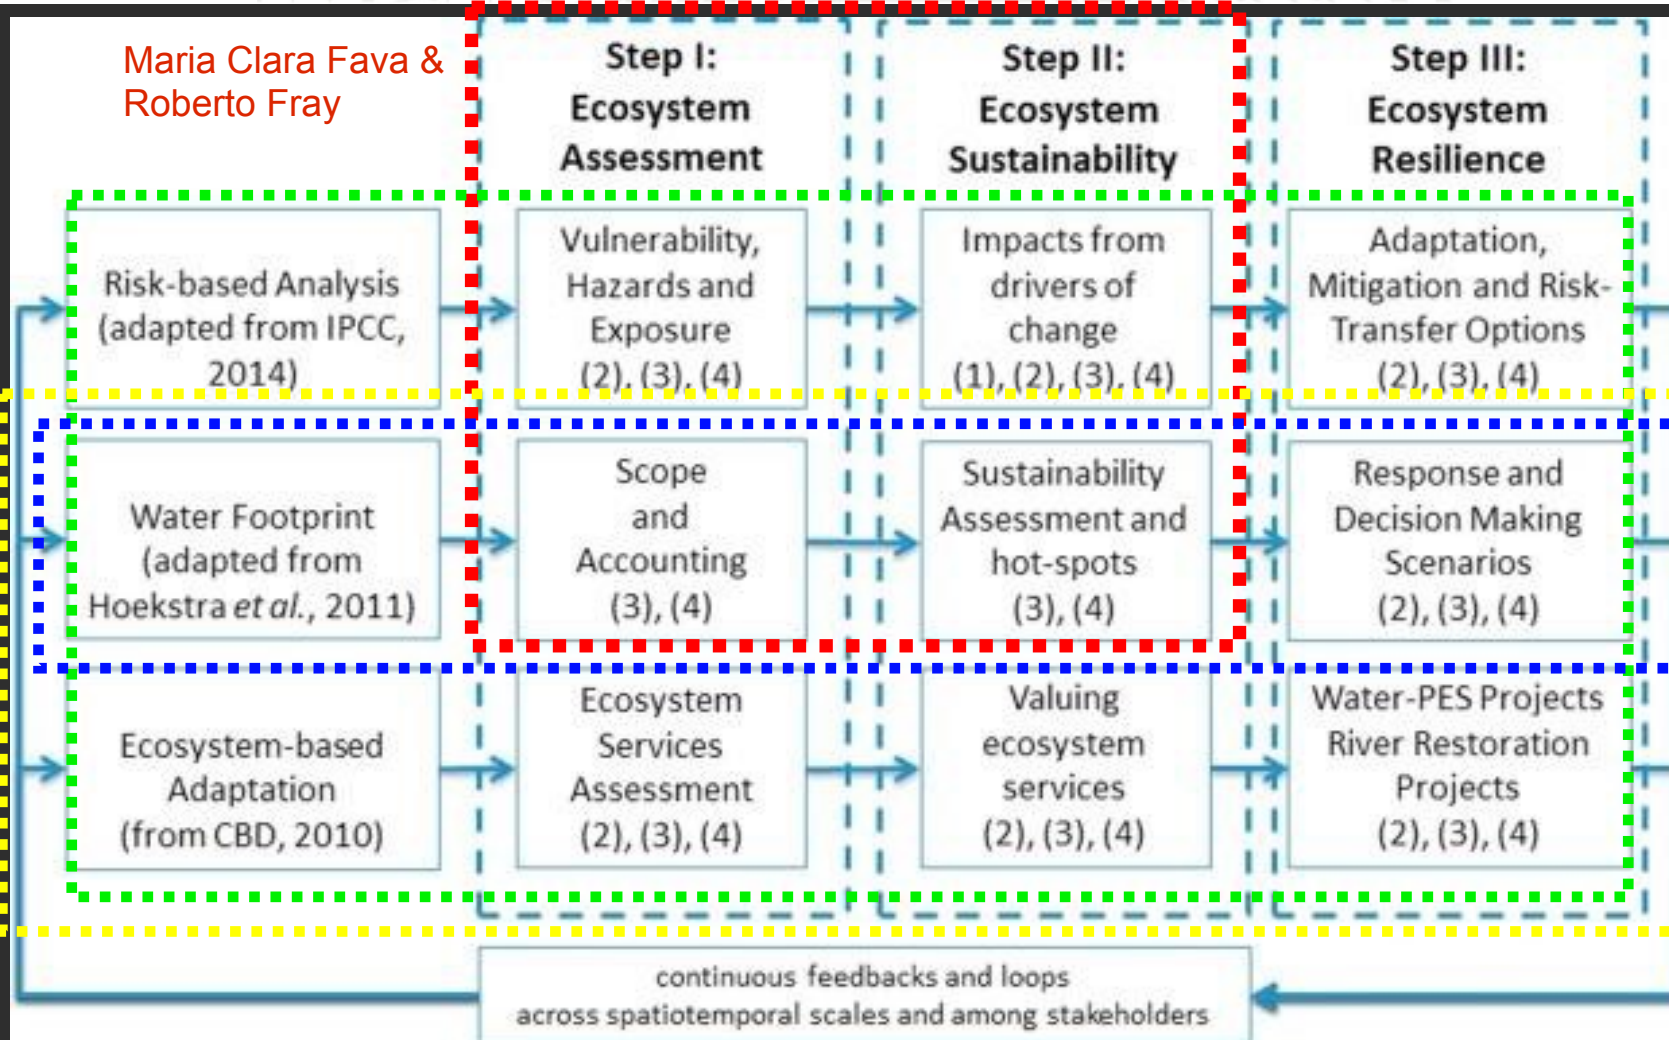 Maria Clara Fava &
Roberto Fray
Step I:
Ecosystem
Assessment
Step II:
Ecosystem
Sustainability
Step III:
Ecosystem
Resilience
Risk-based Analysis
(adapted from IPCC,
2014)
Vulnerability,
Hazards and
Exposure
(2), (3), (4)
Impacts from
drivers of
change
(1), (2), (3), (4)
Adaptation,
Mitigation and Risk-
Transfer Options
(2), (3), (4)
Water Footprint
(adapted from
Hoekstra et al., 2011)
Scope
and
Accounting
(3), (4)
Sustainability
Assessment and
hot-spots
(3), (4)
Response and
Decision Making
Scenarios
(2), (3), (4)
Ecosystem-based
Adaptation
(from CBD, 2010)
Ecosystem
Services
Assessment
(2), (3), (4)
Valuing
ecosystem
services
(2), (3), (4)
Water-PES Projects
River Restoration
Projects
(2), (3), (4)
continuous feedbacks and loops
across spatiotemporal scales and among stakeholders